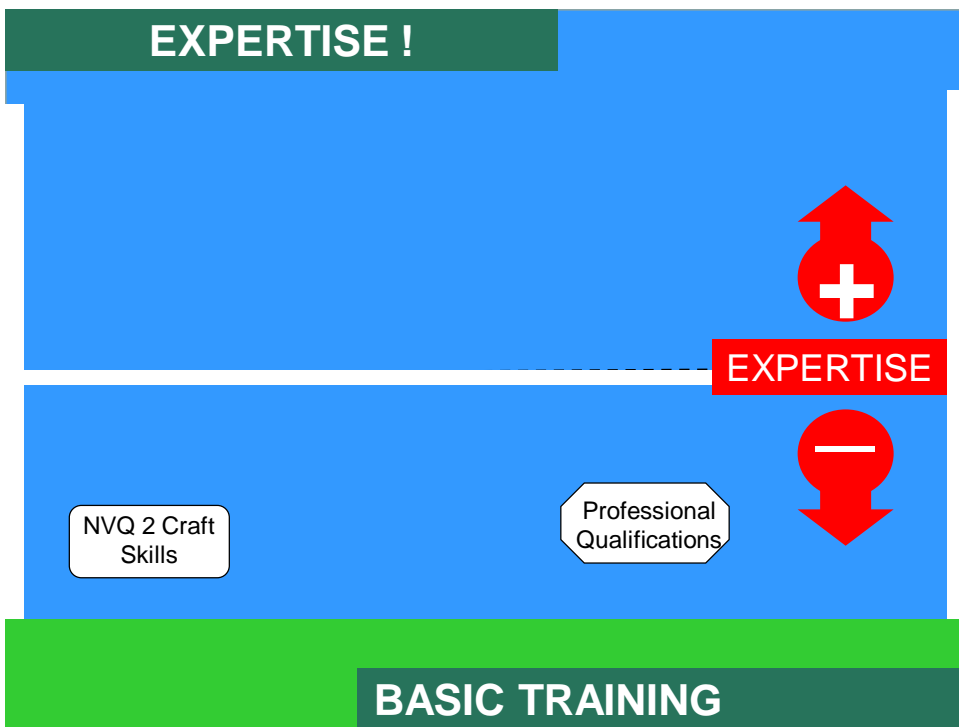 EXPERTISE !
EXPERTISE
NVQ 2 Craft
Skills
Professional
Qualifications
BASIC TRAINING